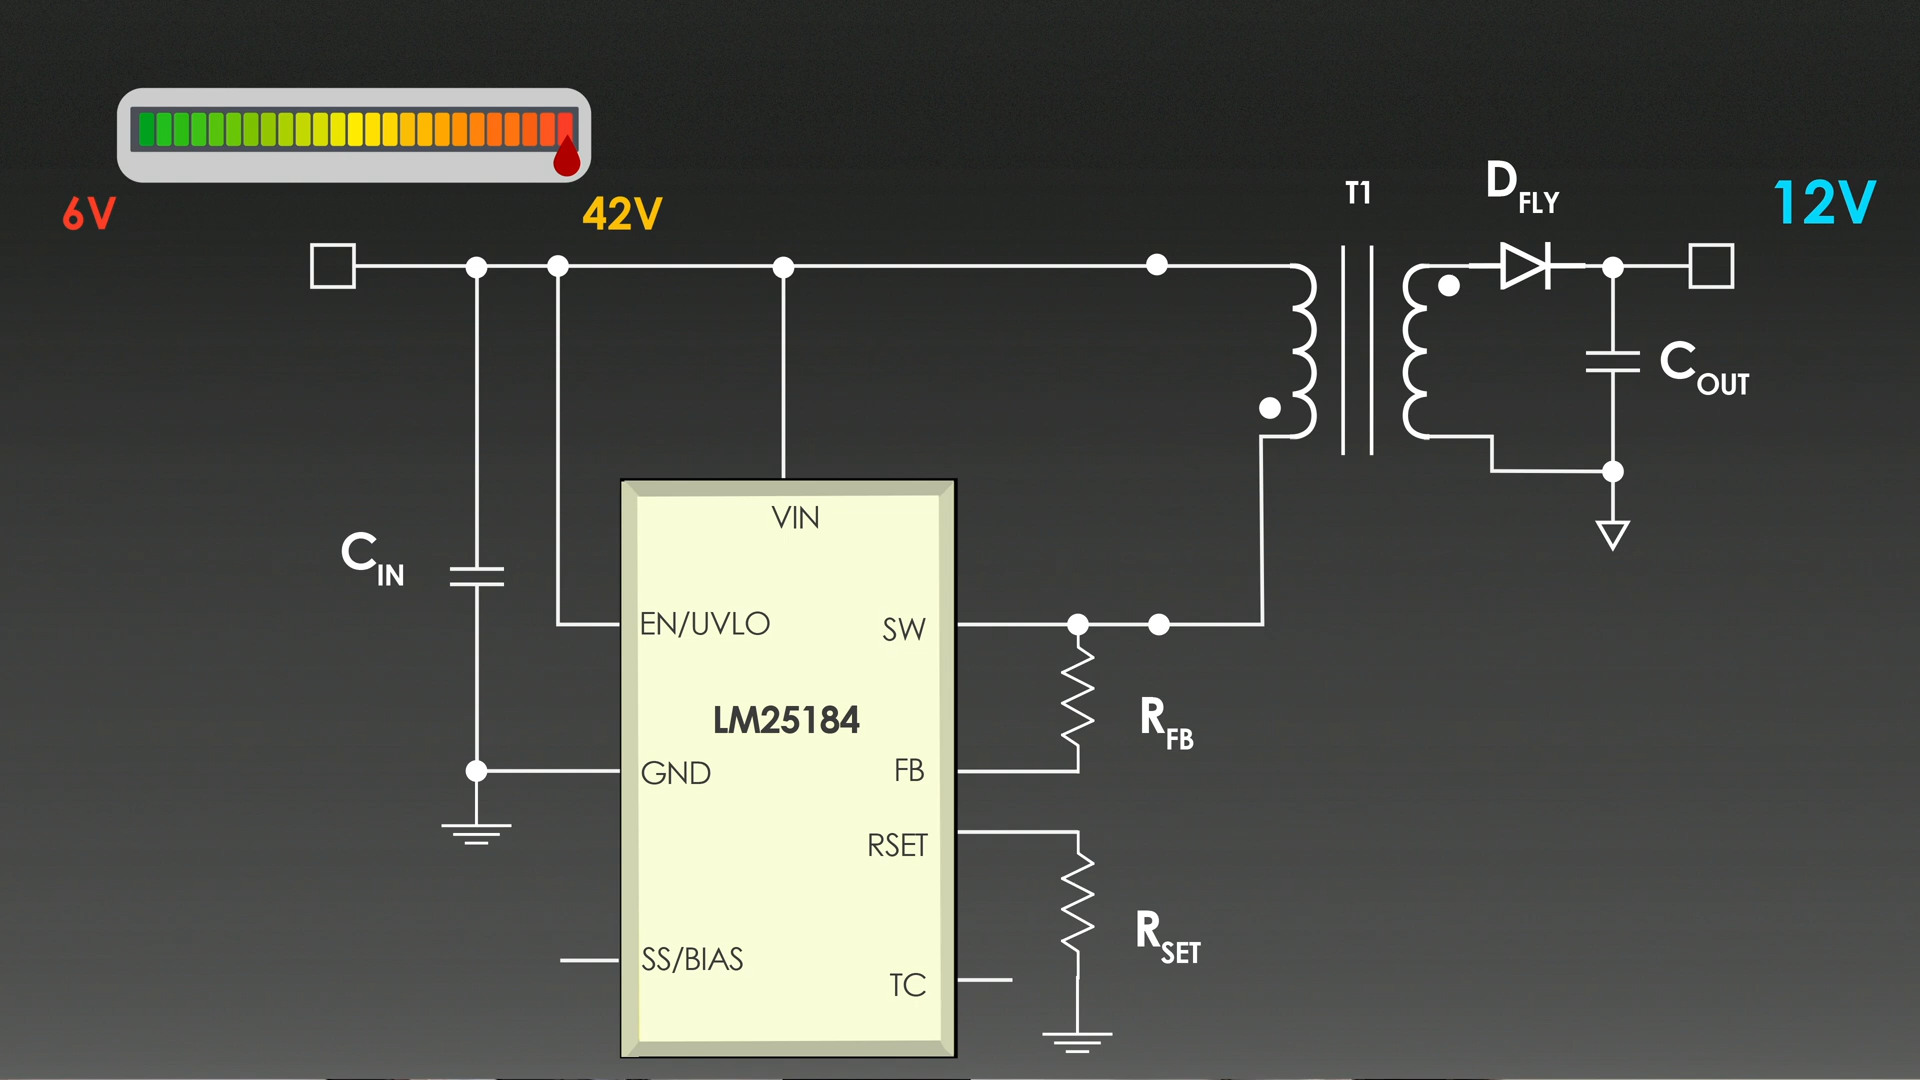 6V
42V
T1
DFLY
12V
COUT
VIN
CIN
EN/UVLO
SW
LM25184
RFB
GND
FB
RSET
RSET
SS/BIAS
TC